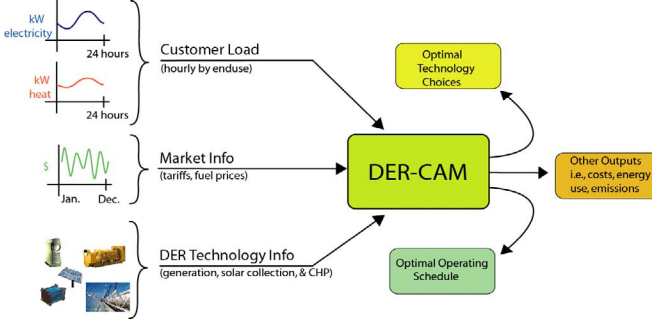 kW
electricity
24 hours
kW
heat
24 hours
Customer Load
(hourly by enduse)
$
Jan.
Dec.
Market Info
(tariffs, fuel prices)
DER Technology Info
(generation, solar collection, & CHP)
DER-CAM
Optimal
Technology
Choices
Other Outputs
i.e., costs, energy
use, emissions
Optimal Operating
Schedule